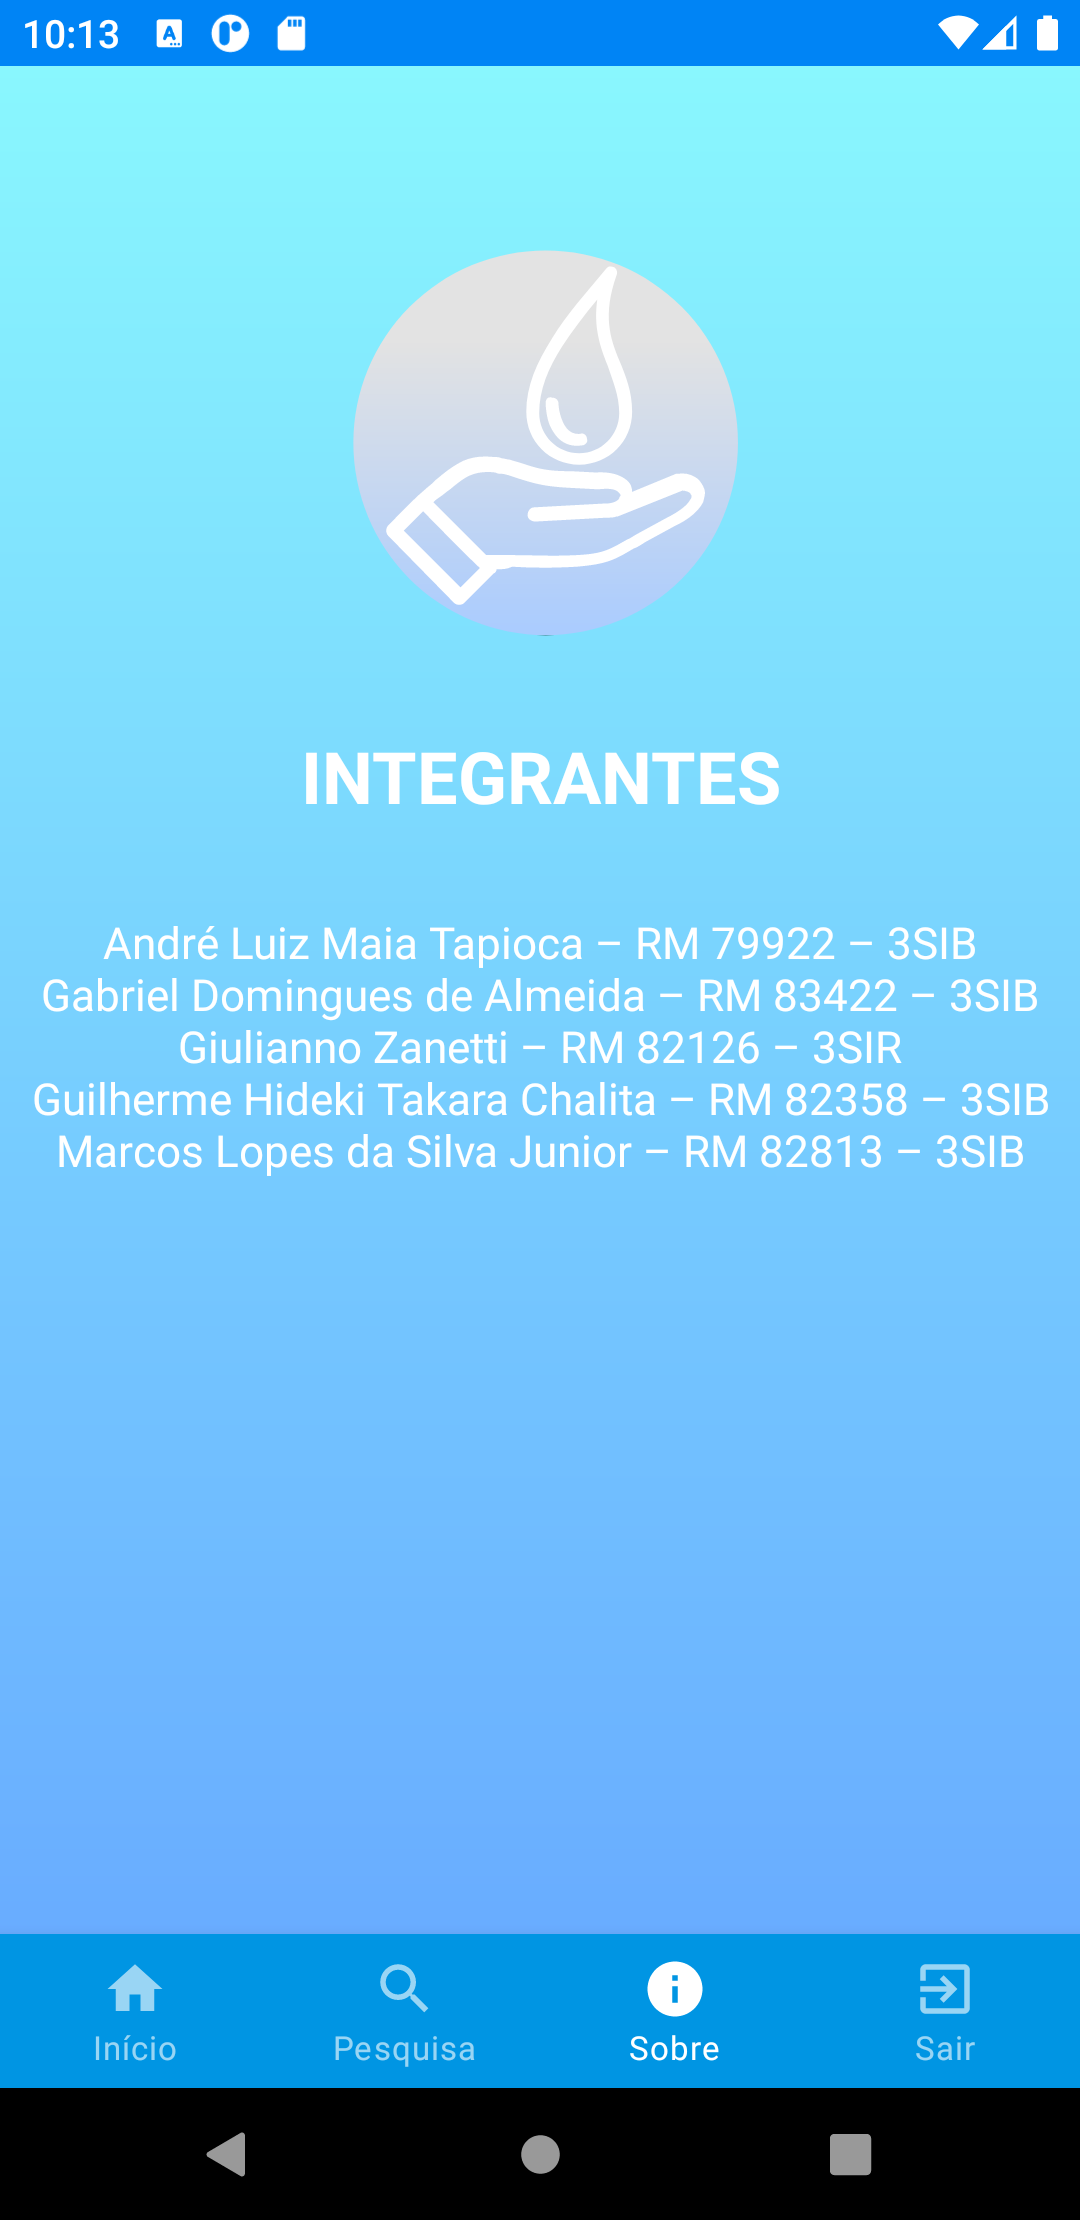 10:13
INTEGRANTES
André Luiz Maia Tapioca – RM 79922 – 3SIB
Gabriel Domingues de Almeida – RM 83422 – 3SIB
Giulianno Zanetti – RM 82126 – 3SIR
Guilherme Hideki Takara Chalita – RM 82358 – 3SIB
Marcos Lopes da Silva Junior – RM 82813 – 3SIB
Início
Pesquisa
Sobre
Sair